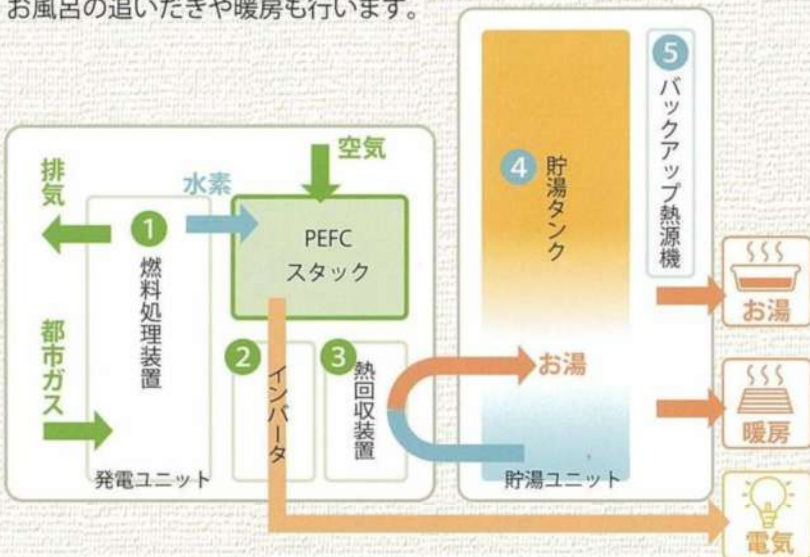 お風呂の追いだきや暖房も行います。
排気
水素
空気
1
燃料処理装置
PEFC
スタック
都市ガス
2
インバータ
3
熱回収装置
発電ユニット
4
貯湯タンク
5
バックアップ熱源機
お湯
貯湯ユニット
お湯
暖房
電気